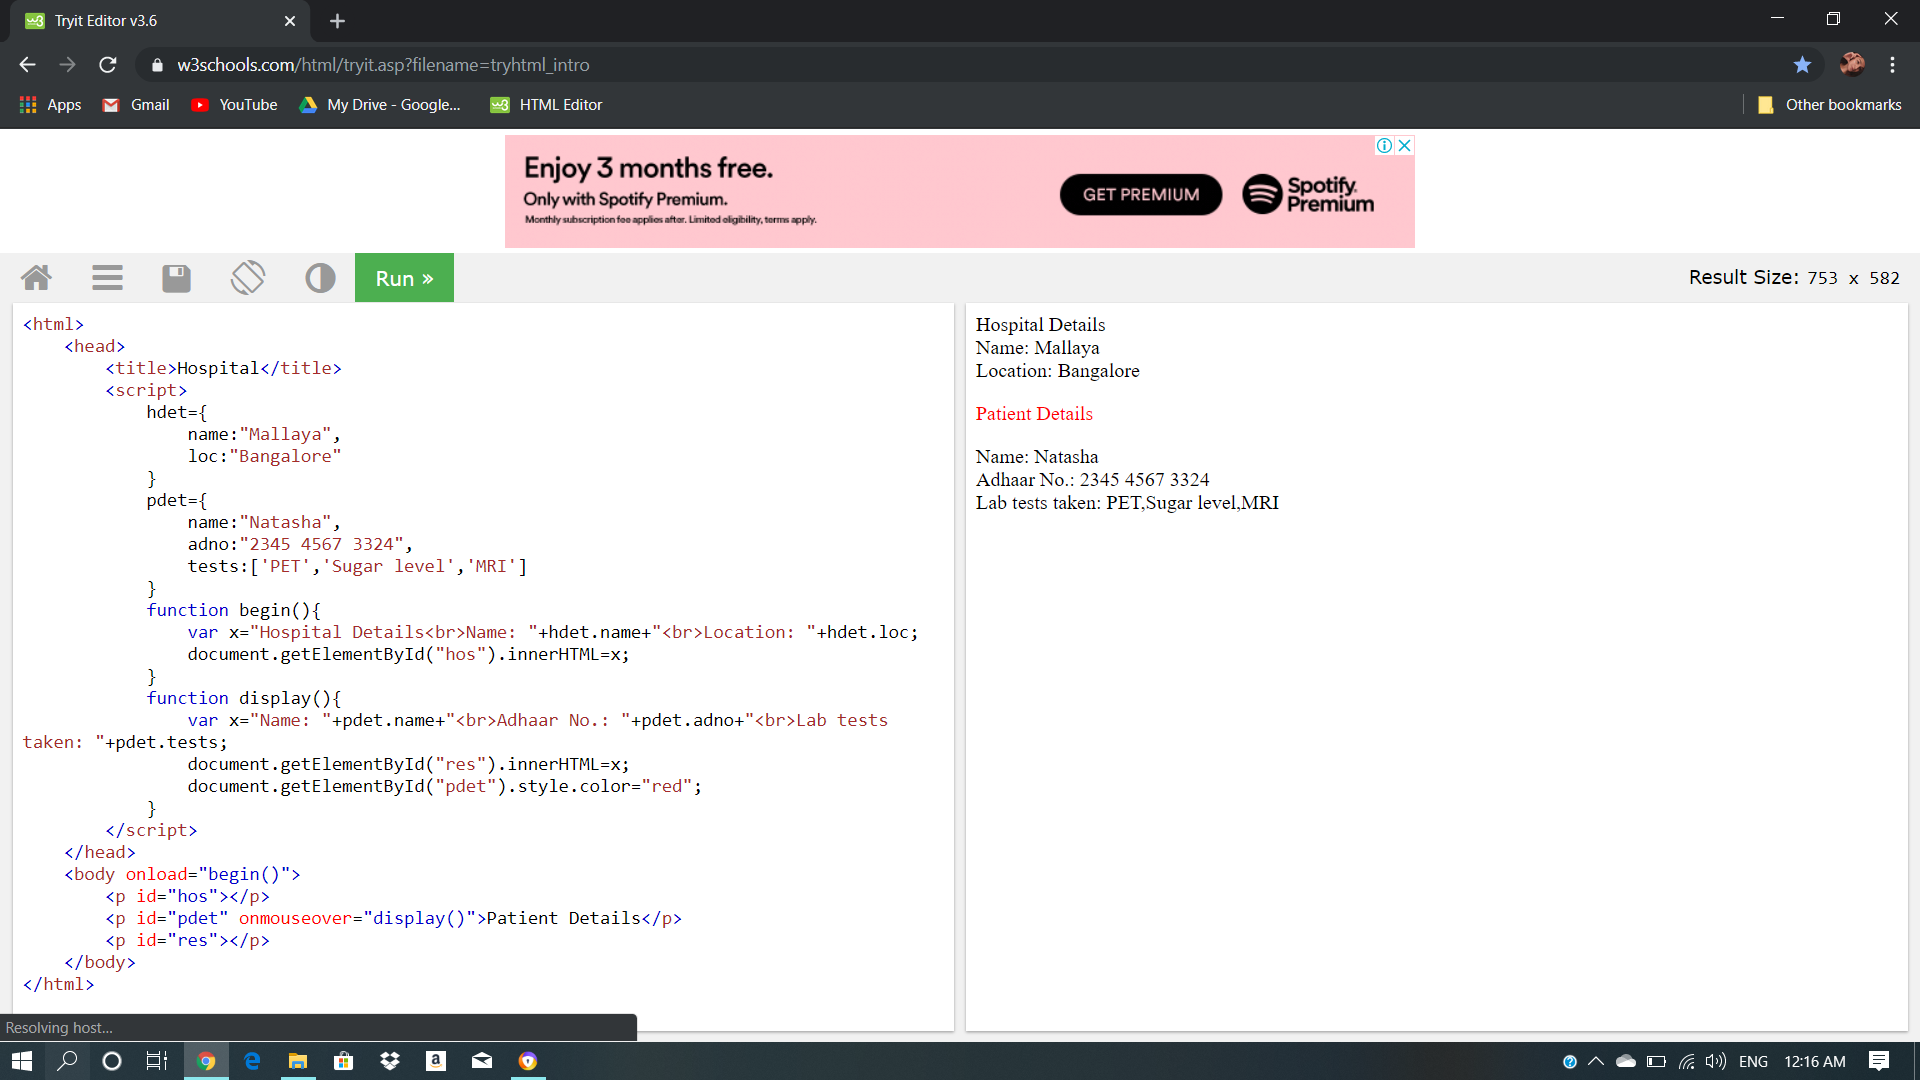 Tryit Editor v3.6
w3schools.com/html/tryit.asp?filename=tryhtml_intro
Apps Gmail YouTube My Drive - Google... HTML Editor Other bookmarks
Enjoy 3 months free.
Only with Spotify Premium.
Monthly subscription fee applies after. Limited eligibility, terms apply.
GET PREMIUM
Spotify Premium
Run »
Result Size: 753 x 582
<html>
    <head>
        <title>Hospital</title>
        <script>
            hdet={
                name:"Mallaya",
                loc:"Bangalore"
            }
            pdet={
                name:"Natasha",
                adno:"2345 4567 3324",
                tests:['PET','Sugar level','MRI']
            }
            function begin(){
                var x="Hospital Details<br>Name: "+hdet.name+"<br>Location: "+hdet.loc;
                document.getElementById("hos").innerHTML=x;
            }
            function display(){
                var x="Name: "+pdet.name+"<br>Adhaar No.: "+pdet.adno+"<br>Lab tests
taken: "+pdet.tests;
                document.getElementById("res").innerHTML=x;
                document.getElementById("pdet").style.color="red";
            }
        </script>
    </head>
    <body onload="begin()">
        <p id="hos"></p>
        <p id="pdet" onmouseover="display()">Patient Details</p>
        <p id="res"></p>
    </body>
</html>
Hospital Details
Name: Mallaya
Location: Bangalore
Patient Details
Name: Natasha
Adhaar No.: 2345 4567 3324
Lab tests taken: PET,Sugar level,MRI
Resolving host...
ENG 12:16 AM